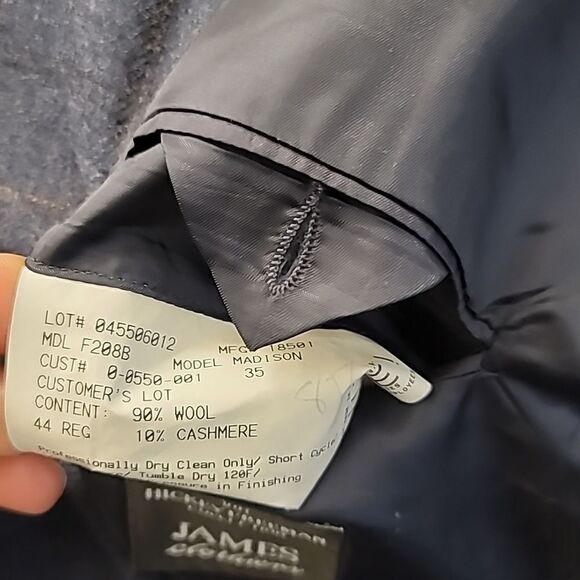 LOT# 045506012
MDL F208B MFG# 18501
CUST# 0-0550-001 MODEL MADISON
CUSTOMER'S LOT 35
CONTENT: 90% WOOL
44 REG 10% CASHMERE
Professionally Dry Clean Only/ Short Cycle
Tumble Dry 120F/
in Finishing
JAMES